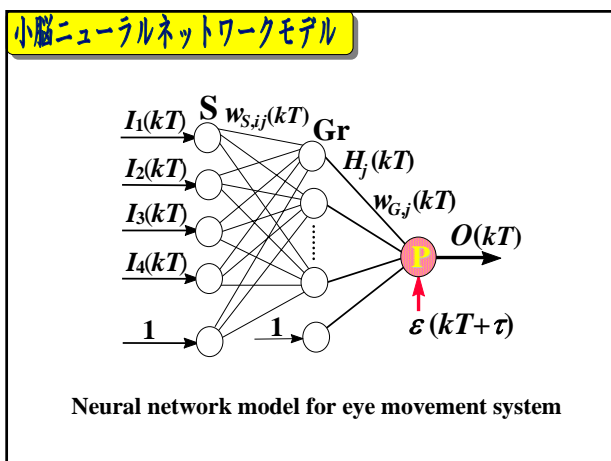 小脳ニューラルネットワークモデル
S w_{S,ij}(kT)
I_1(kT)
Gr
I_2(kT)
H_j(kT)
I_3(kT)
w_{G,j}(kT)
I_4(kT)
P
O(kT)
1
1
ε(kT+τ)
Neural network model for eye movement system